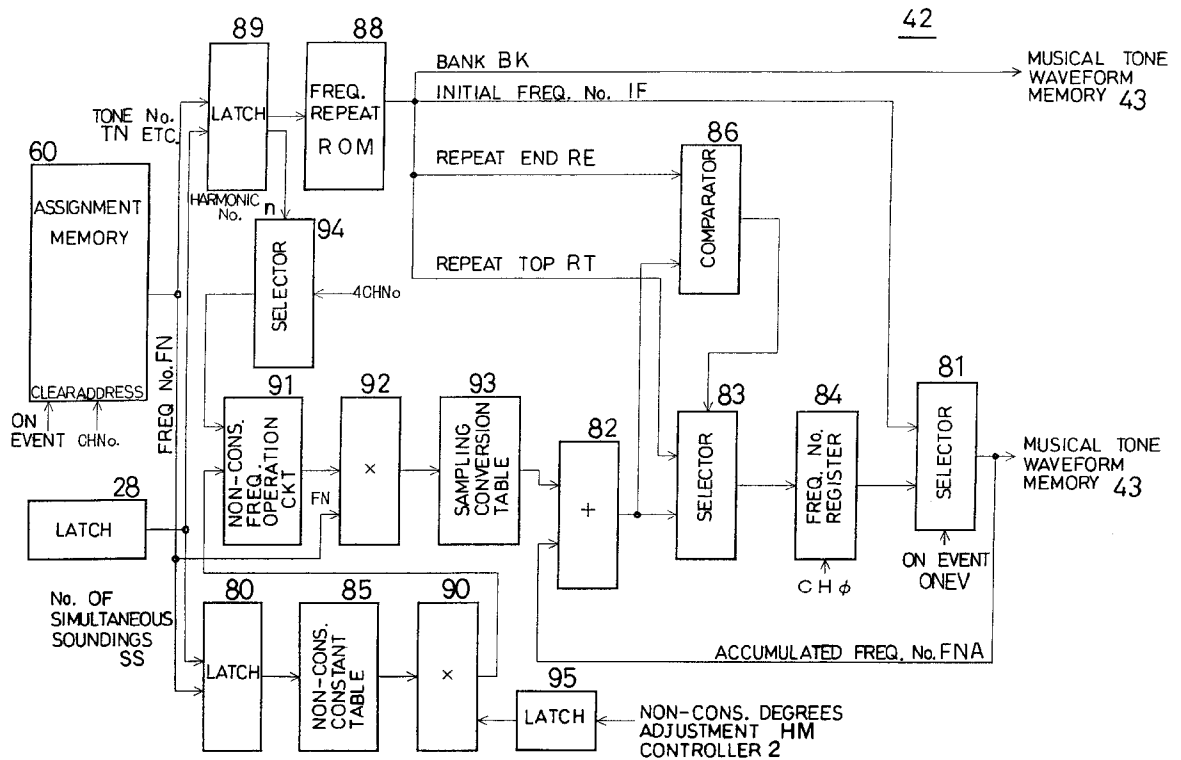 42
89
88
LATCH
FREQ.
REPEAT
ROM
BANK BK
INITIAL FREQ. No. IF
MUSICAL TONE
WAVEFORM
MEMORY 43
TONE No.
TN ETC.
60
ASSIGNMENT
MEMORY
CLEAR ADDRESS
ON
EVENT
CHNo.
HARMONIC
No.
n
94
SELECTOR
4CHNo
REPEAT END RE
REPEAT TOP RT
86
COMPARATOR
FREQ No. FN
91
NON-CONS.
FREQ.
OPERATION
CKT
FN
92
×
93
SAMPLING
CONVERSION
TABLE
82
+
83
SELECTOR
84
FREQ. No.
REGISTER
CHφ
81
SELECTOR
ON EVENT
ONEV
MUSICAL TONE
WAVEFORM
MEMORY 43
28
LATCH
No. OF
SIMULTANEOUS
SOUNDINGS
SS
80
LATCH
85
NON-CONS.
CONSTANT
TABLE
90
×
ACCUMULATED FREQ. No. FNA
95
LATCH
NON-CONS. DEGREES
ADJUSTMENT HM
CONTROLLER 2